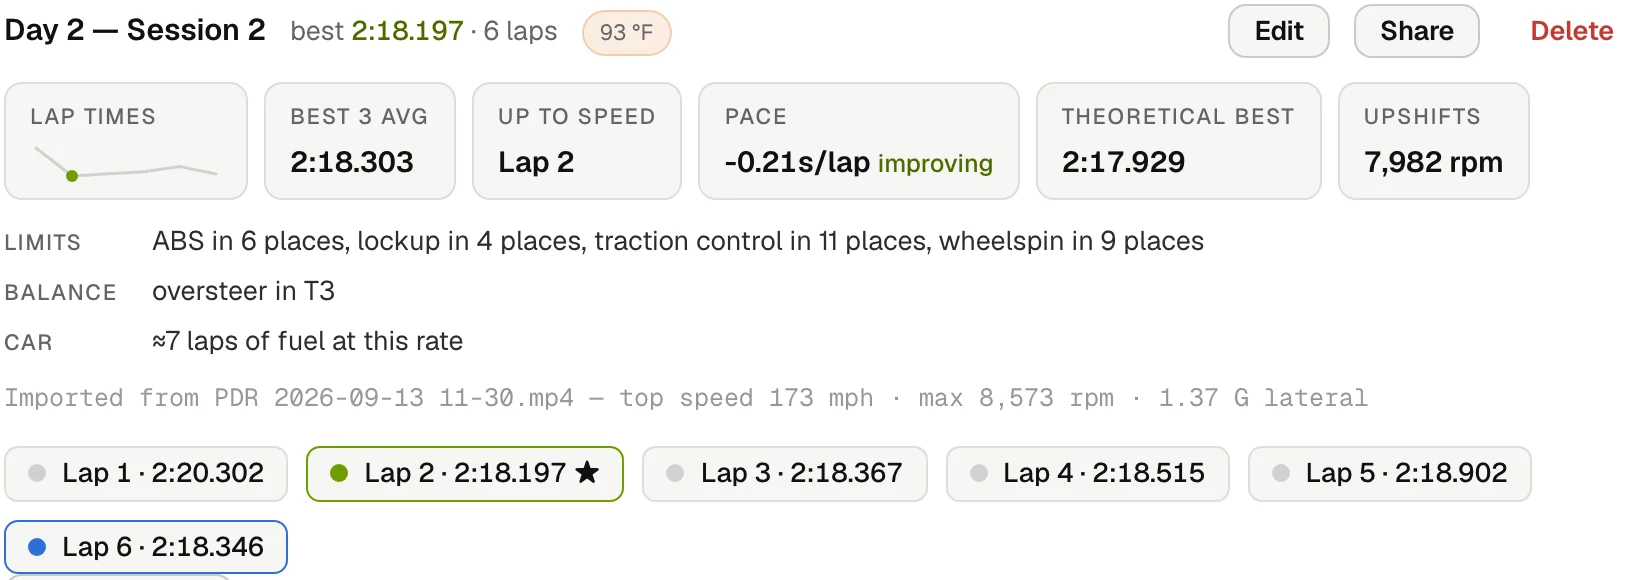 Day 2 — Session 2 best 2:18.197 · 6 laps 93 °F Edit Share Delete
LAP TIMES BEST 3 AVG UP TO SPEED PACE THEORETICAL BEST UPSHIFTS
2:18.303 Lap 2 -0.21s/lap improving 2:17.929 7,982 rpm
LIMITS ABS in 6 places, lockup in 4 places, traction control in 11 places, wheelspin in 9 places
BALANCE oversteer in T3
CAR ≈7 laps of fuel at this rate
Imported from PDR 2026-09-13 11-30.mp4 — top speed 173 mph · max 8,573 rpm · 1.37 G lateral
Lap 1 · 2:20.302 Lap 2 · 2:18.197 ★ Lap 3 · 2:18.367 Lap 4 · 2:18.515 Lap 5 · 2:18.902
Lap 6 · 2:18.346